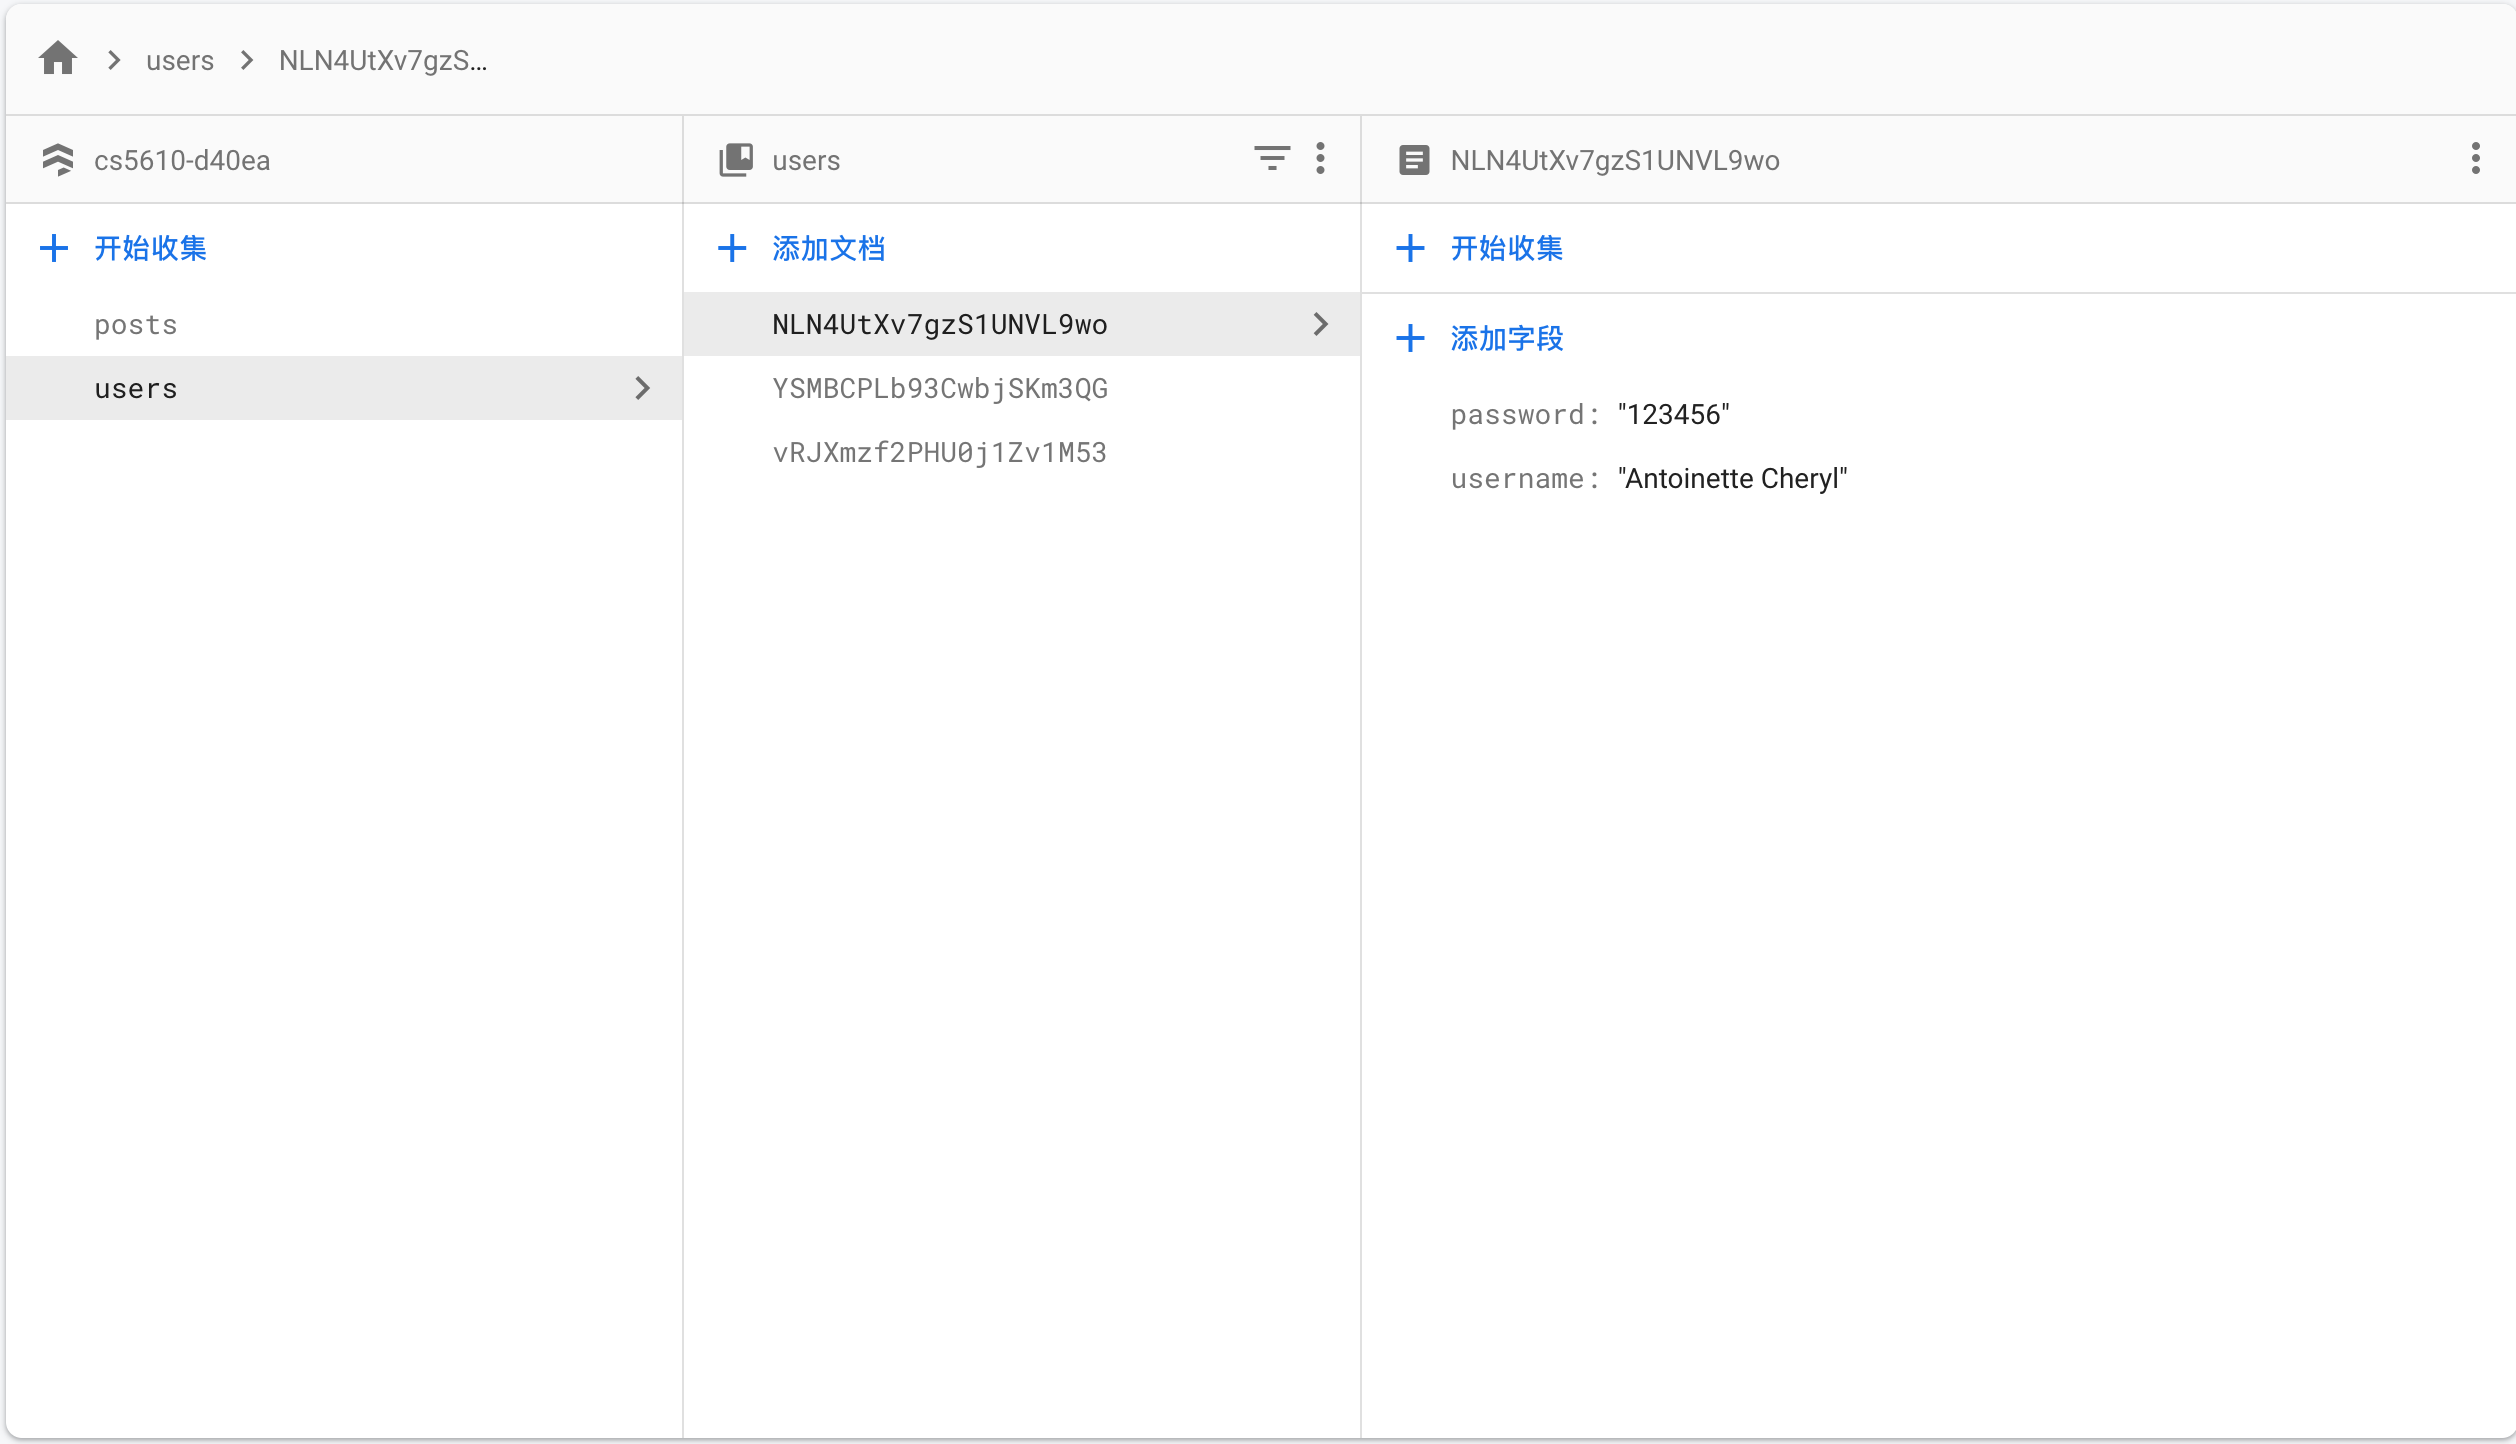 users NLN4UtXv7gzS...
cs5610-d40ea
开始收集
posts
users
users
添加文档
NLN4UtXv7gzS1UNVL9wo
YSMBCPLb93CwbjSKm3QG
vRJXmzf2PHU0j1Zv1M53
NLN4UtXv7gzS1UNVL9wo
开始收集
添加字段
password: "123456"
username: "Antoinette Cheryl"